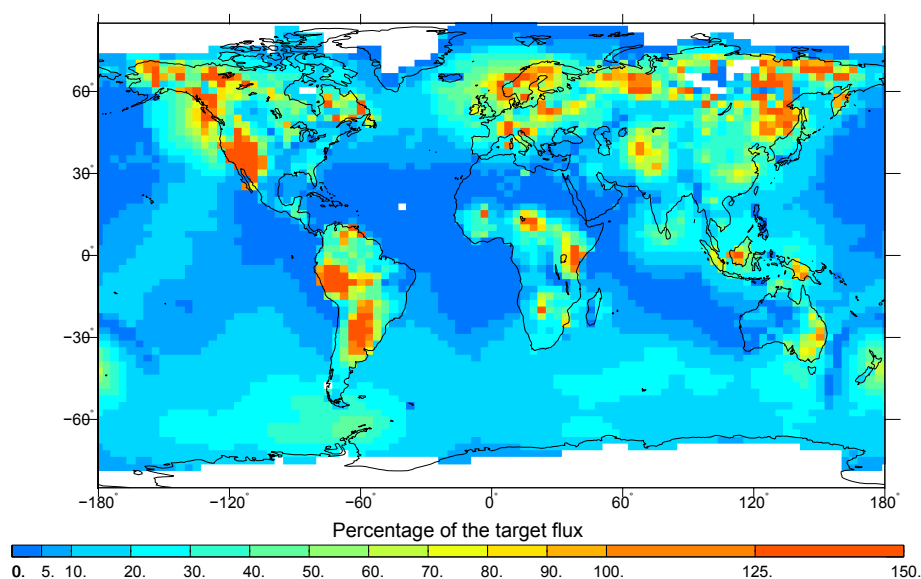 60°
30°
0°
−30°
−60°
−180° −120° −60° 0° 60° 120° 180°
Percentage of the target flux
0. 5. 10. 20. 30. 40. 50. 60. 70. 80. 90. 100. 125. 150.